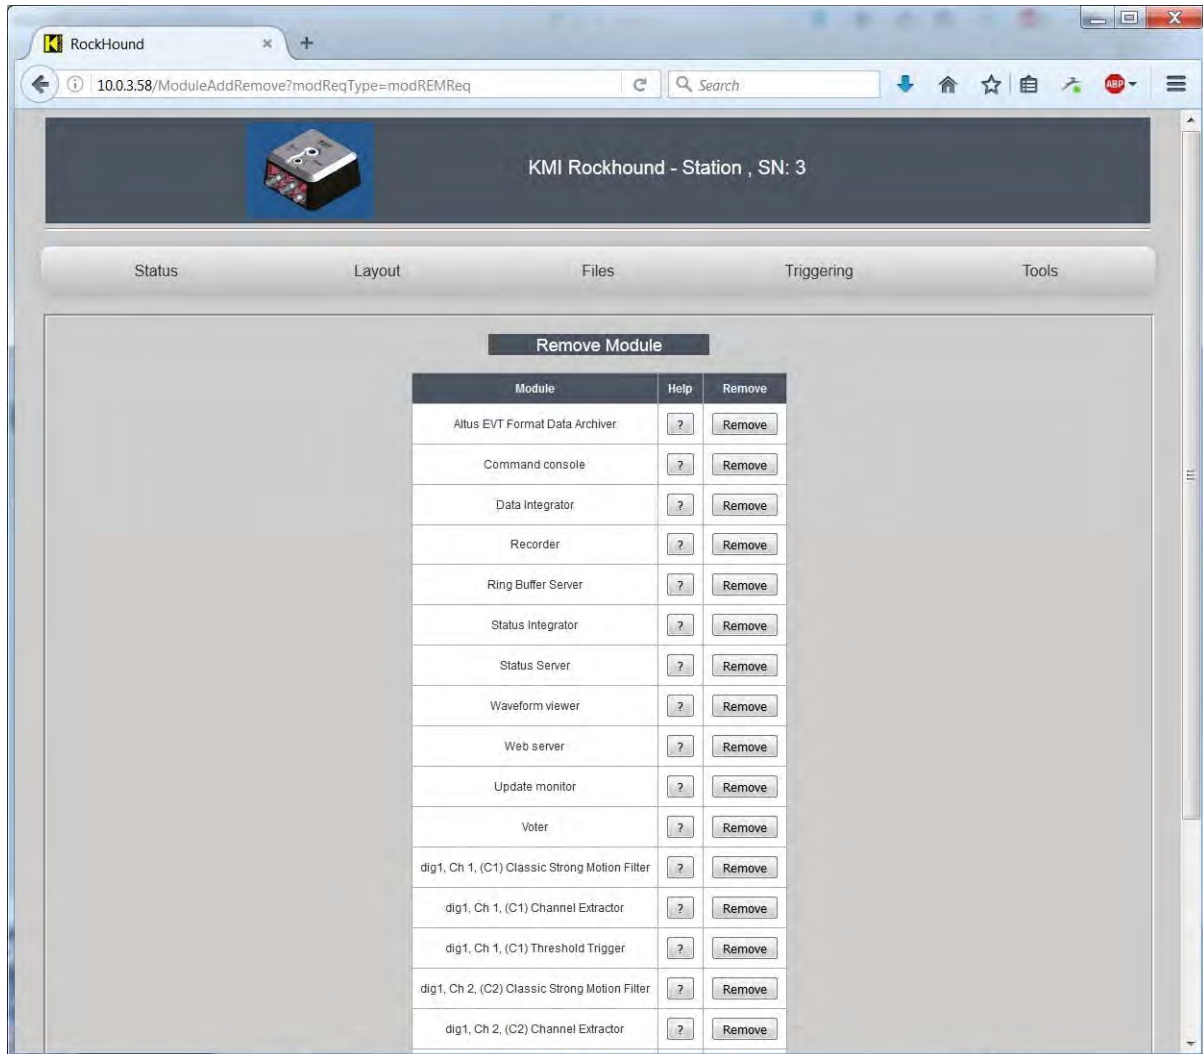 RockHound
10.0.3.58/ModuleAddRemove?modReqType=modREMReq
Search
ABP
KMI Rockhound - Station , SN: 3
Status Layout Files Triggering Tools
Remove Module
Module Help Remove
Altus EVT Format Data Archiver ? Remove
Command console ? Remove
Data Integrator ? Remove
Recorder ? Remove
Ring Buffer Server ? Remove
Status Integrator ? Remove
Status Server ? Remove
Waveform viewer ? Remove
Web server ? Remove
Update monitor ? Remove
Voter ? Remove
dig1, Ch 1, (C1) Classic Strong Motion Filter ? Remove
dig1, Ch 1, (C1) Channel Extractor ? Remove
dig1, Ch 1, (C1) Threshold Trigger ? Remove
dig1, Ch 2, (C2) Classic Strong Motion Filter ? Remove
dig1, Ch 2, (C2) Channel Extractor ? Remove